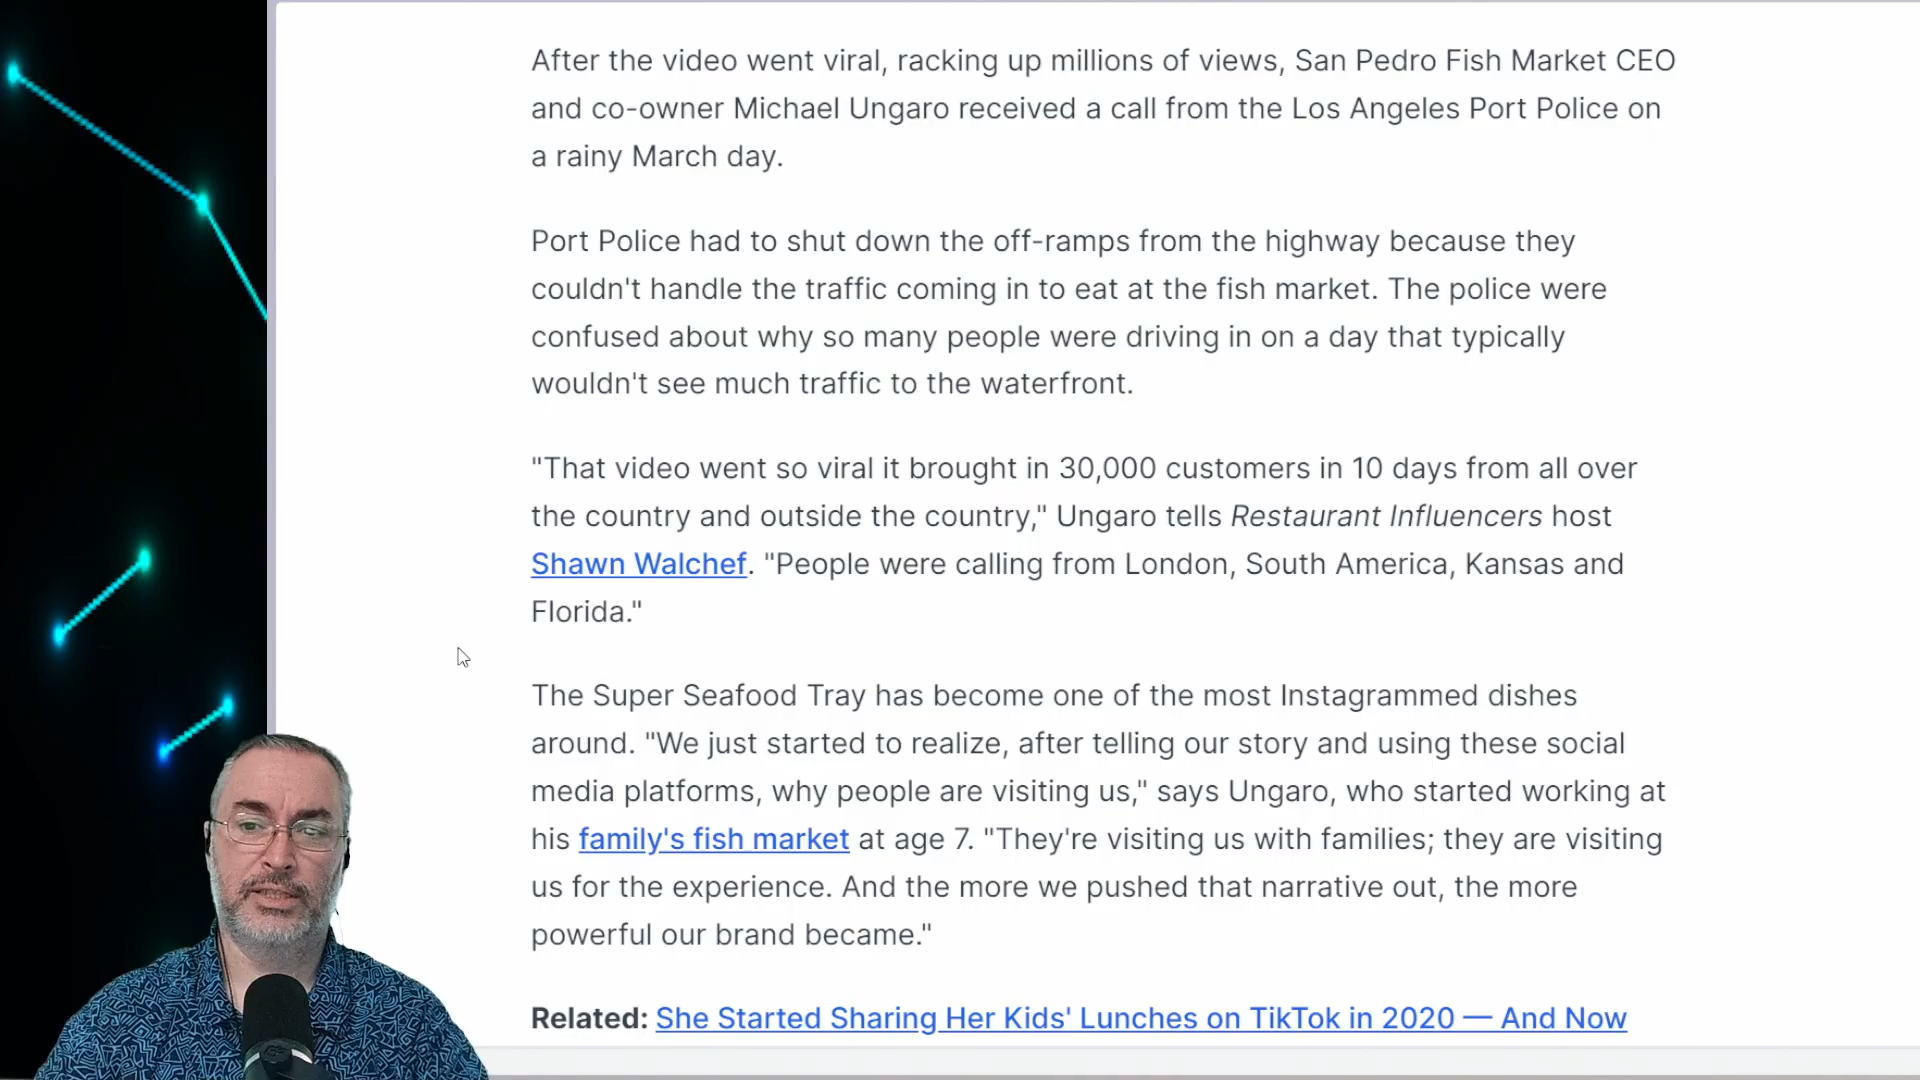 After the video went viral, racking up millions of views, San Pedro Fish Market CEO
and co-owner Michael Ungaro received a call from the Los Angeles Port Police on
a rainy March day.
Port Police had to shut down the off-ramps from the highway because they
couldn't handle the traffic coming in to eat at the fish market. The police were
confused about why so many people were driving in on a day that typically
wouldn't see much traffic to the waterfront.
"That video went so viral it brought in 30,000 customers in 10 days from all over
the country and outside the country," Ungaro tells Restaurant Influencers host
Shawn Walchef. "People were calling from London, South America, Kansas and
Florida."
The Super Seafood Tray has become one of the most Instagrammed dishes
around. "We just started to realize, after telling our story and using these social
media platforms, why people are visiting us," says Ungaro, who started working at
his family's fish market at age 7. "They're visiting us with families; they are visiting
us for the experience. And the more we pushed that narrative out, the more
powerful our brand became."
Related: She Started Sharing Her Kids' Lunches on TikTok in 2020 — And Now